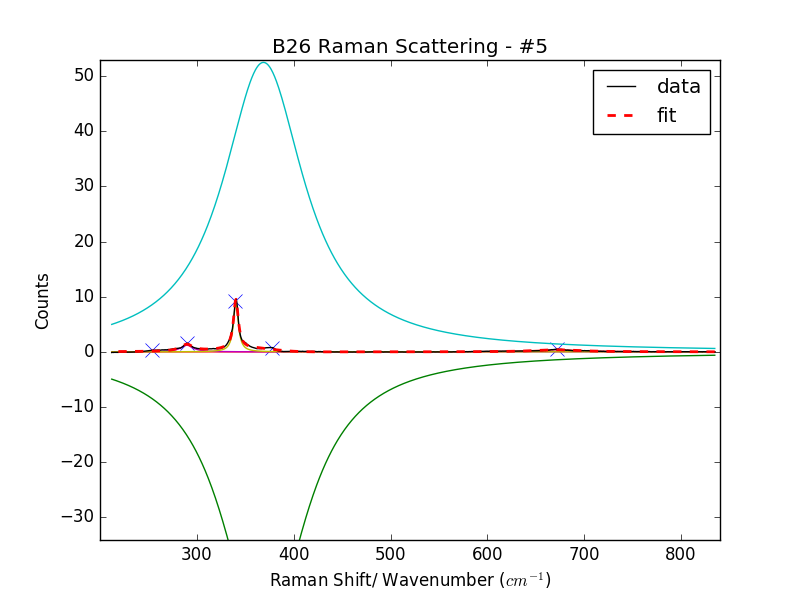 B26 Raman Scattering - #5
data
fit
50
40
30
20
10
0
−10
−20
−30
Counts
300 400 500 600 700 800
Raman Shift/ Wavenumber (cm⁻¹)